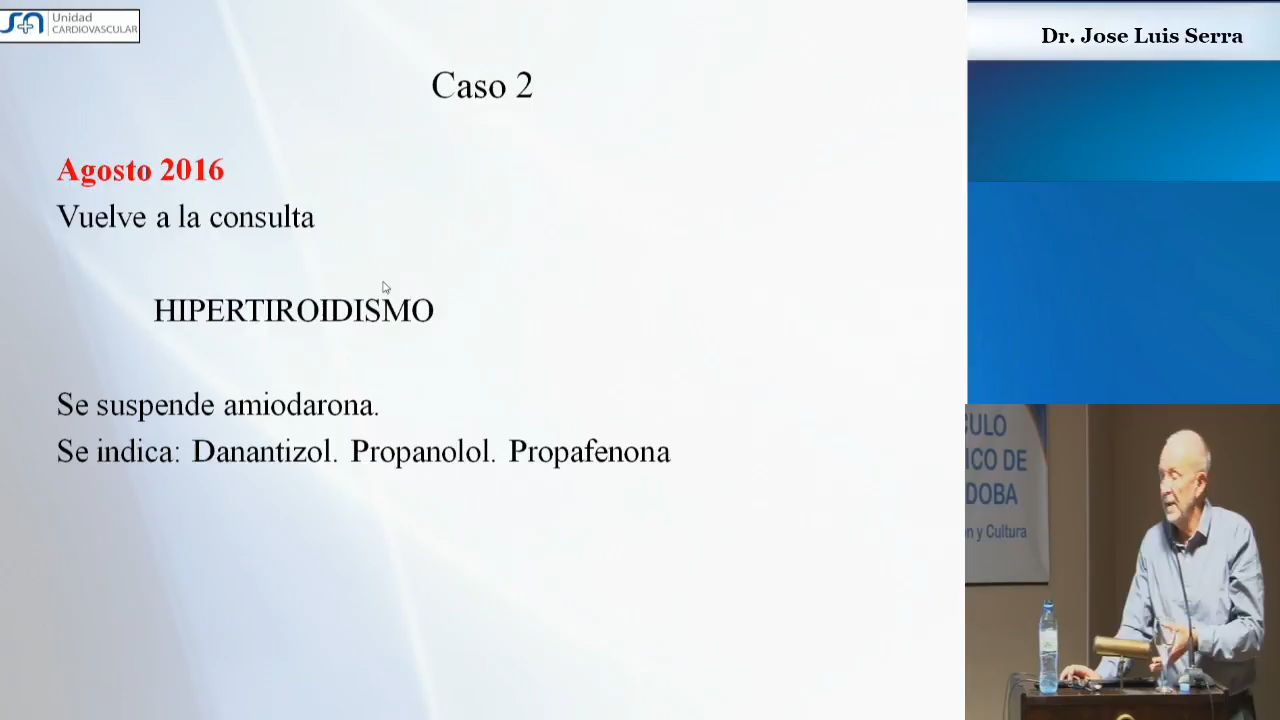 Unidad
CARDIOVASCULAR
Dr. Jose Luis Serra
Caso 2
Agosto 2016
Vuelve a la consulta
HIPERTIROIDISMO
Se suspende amiodarona.
Se indica: Danantizol. Propanolol. Propafenona
CULO
ICO DE
DOBA
n y Cultura